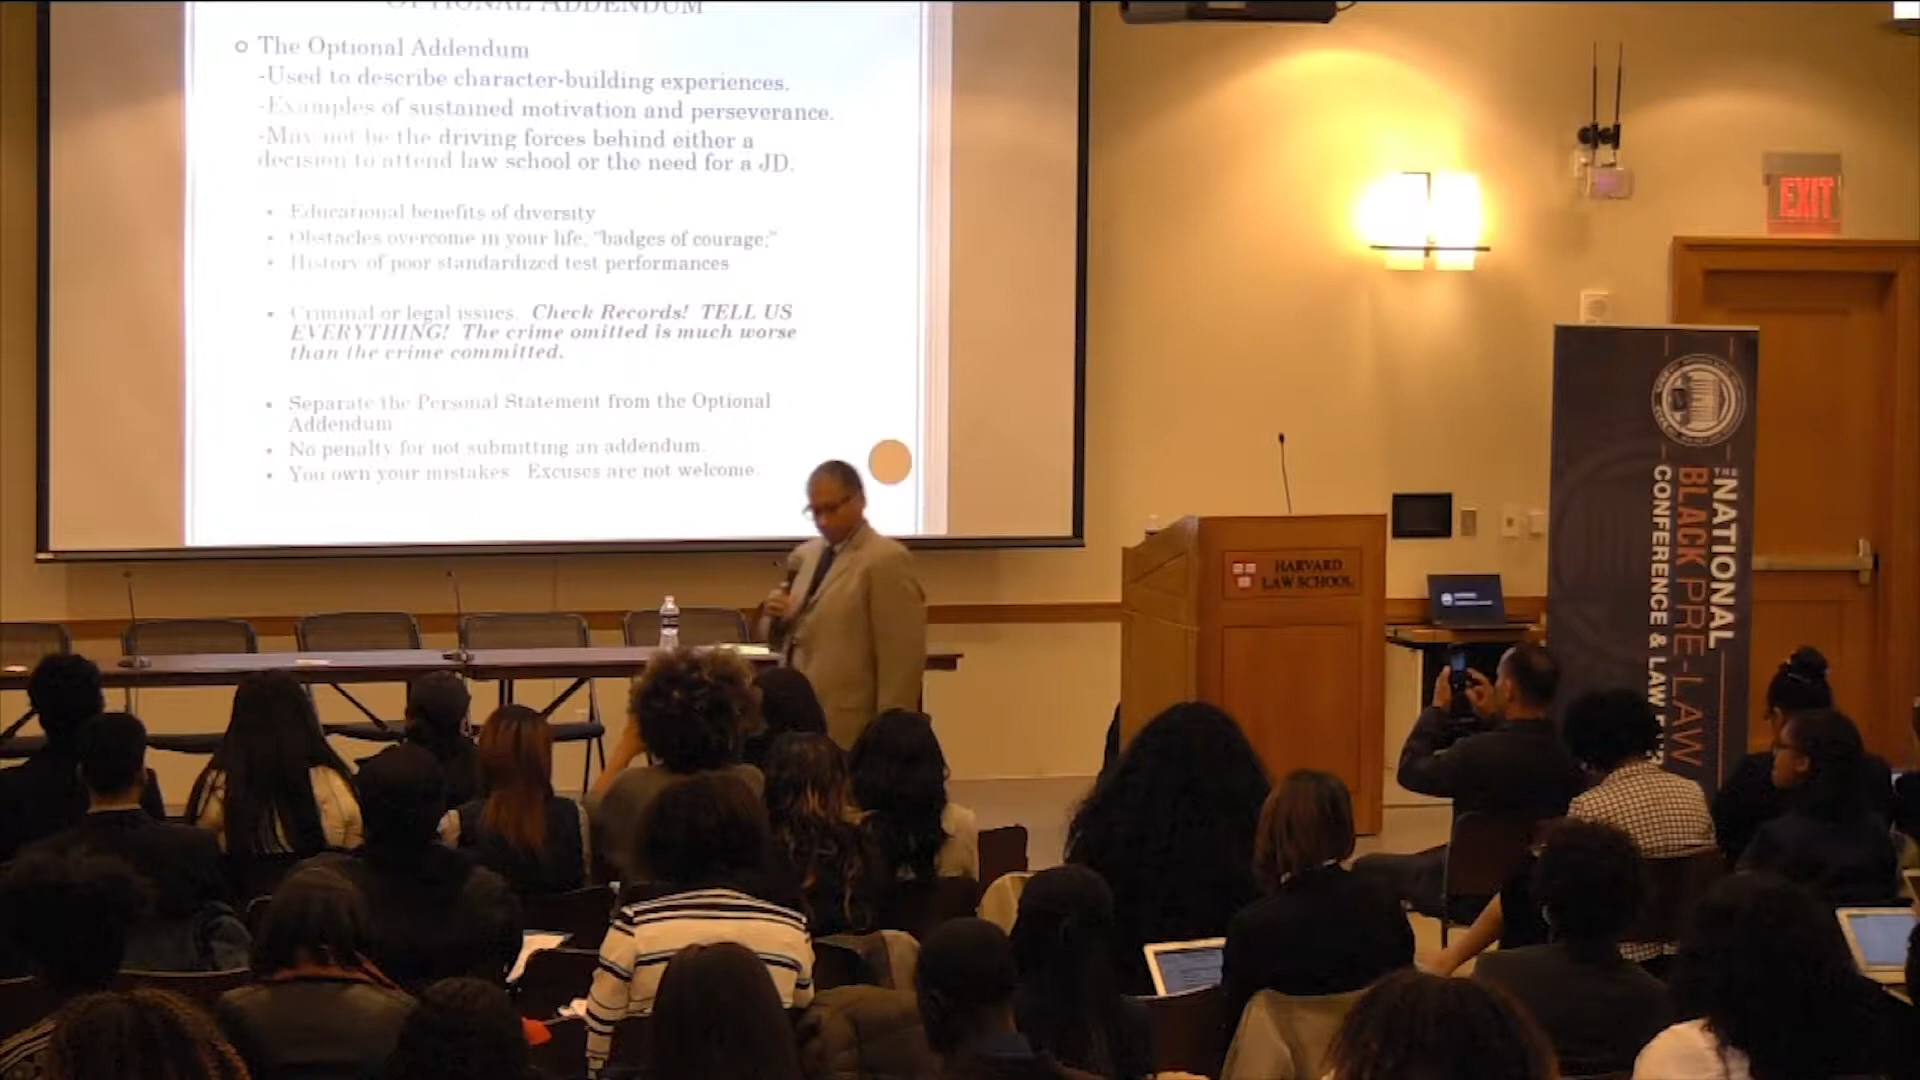 OPTIONAL ADDENDUM
The Optional Addendum
-Used to describe character-building experiences.
-Examples of sustained motivation and perseverance.
-May not be the driving forces behind either a
decision to attend law school or the need for a JD.
• Educational benefits of diversity
• Obstacles overcome in your life, "badges of courage;"
• History of poor standardized test performances
• Criminal or legal issues. Check Records! TELL US
EVERYTHING! The crime omitted is much worse
than the crime committed.
• Separate the Personal Statement from the Optional
Addendum
• No penalty for not submitting an addendum.
• You own your mistakes. Excuses are not welcome.
EXIT
HARVARD
LAW SCHOOL
THE NATIONAL
BLACK PRE-LAW
CONFERENCE & LAW